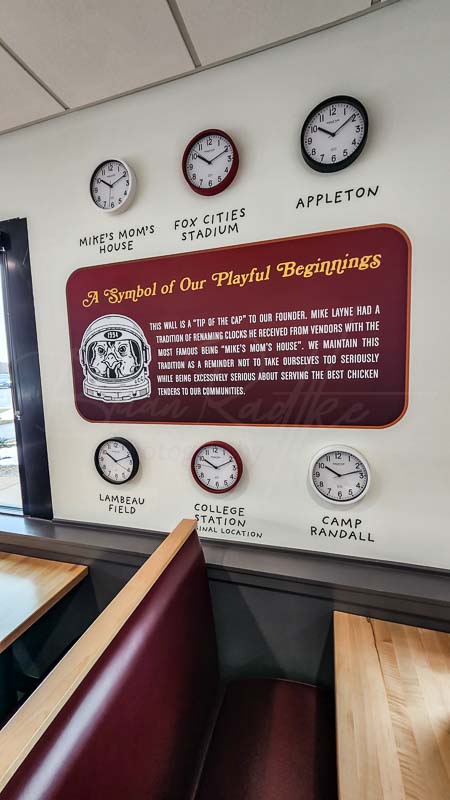 MIKE'S MOM'S
HOUSE
FOX CITIES
STADIUM
APPLETON
A Symbol of Our Playful Beginnings
THIS WALL IS A "TIP OF THE CAP" TO OUR FOUNDER. MIKE LAYNE HAD A
TRADITION OF RENAMING CLOCKS HE RECEIVED FROM VENDORS WITH THE
MOST FAMOUS BEING "MIKE'S MOM'S HOUSE". WE MAINTAIN THIS
TRADITION AS A REMINDER NOT TO TAKE OURSELVES TOO SERIOUSLY
WHILE BEING EXCESSIVELY SERIOUS ABOUT SERVING THE BEST CHICKEN
TENDERS TO OUR COMMUNITIES.
1994
LAMBEAU
FIELD
COLLEGE
STATION
INAL LOCATION
CAMP
RANDALL